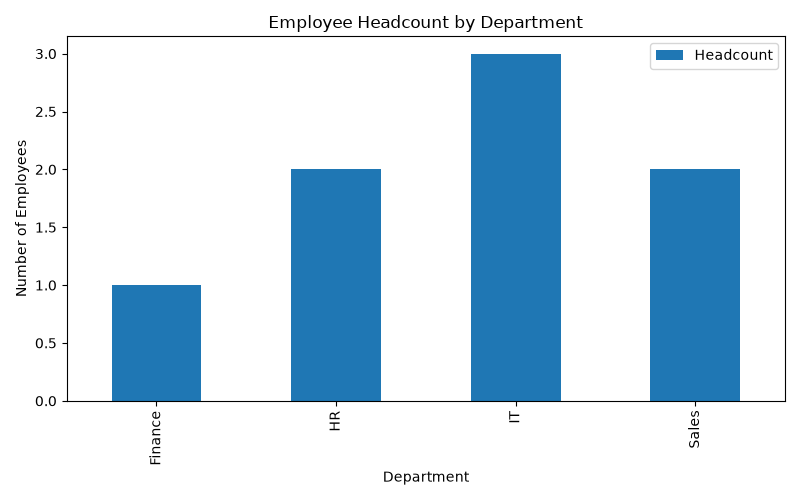 Employee Headcount by Department
Headcount
Number of Employees
3.0
2.5
2.0
1.5
1.0
0.5
0.0
Finance
HR
IT
Sales
Department